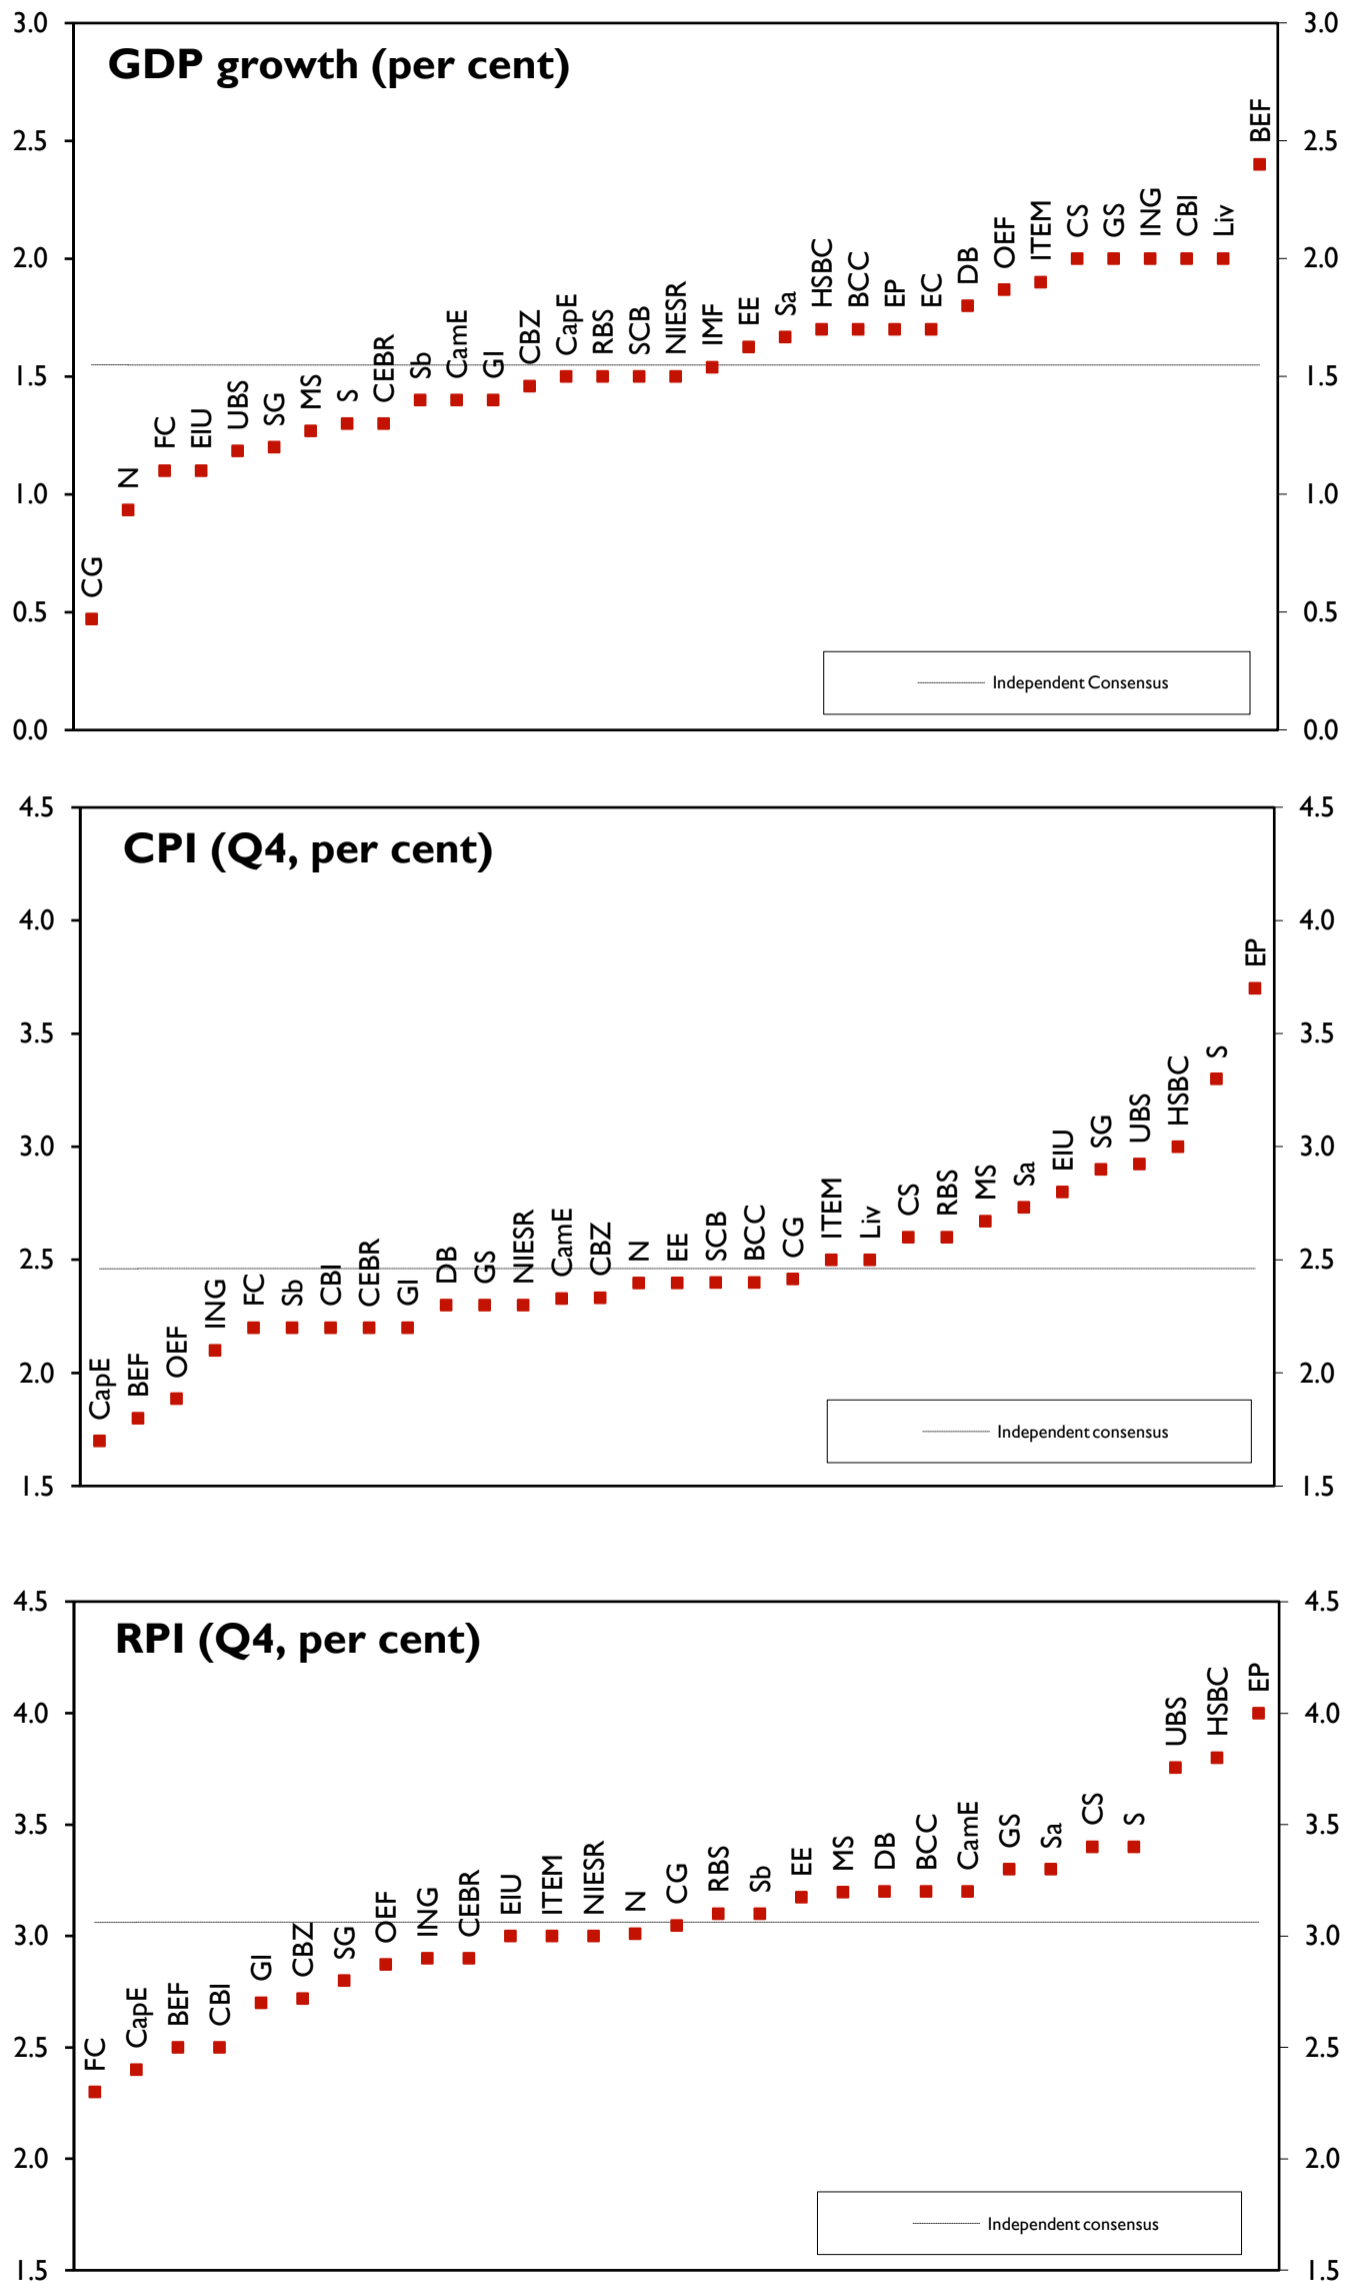 GDP growth (per cent)
3.0 3.0
2.5 2.5
2.0 2.0
1.5 1.5
1.0 1.0
0.5 0.5
0.0 0.0
CG N FC EIU UBS SG MS S CEBR Sb CamE GI CBZ CapE RBS SCB NIESR IMF EE Sa HSBC BCC EP EC DB OEF ITEM CS GS ING CBI Liv BEF
Independent Consensus
CPI (Q4, per cent)
4.5 4.5
4.0 4.0
3.5 3.5
3.0 3.0
2.5 2.5
2.0 2.0
1.5 1.5
CapE BEF OEF ING FC Sb CBI CEBR GI DB GS NIESR CamE CBZ N EE SCB BCC CG ITEM Liv CS RBS MS Sa EIU SG UBS HSBC S EP
Independent consensus
RPI (Q4, per cent)
4.5 4.5
4.0 4.0
3.5 3.5
3.0 3.0
2.5 2.5
2.0 2.0
1.5 1.5
FC CapE BEF CBI GI CBZ SG OEF ING CEBR EIU ITEM NIESR N CG RBS Sb EE MS DB BCC CamE GS Sa CS S UBS HSBC EP
Independent consensus